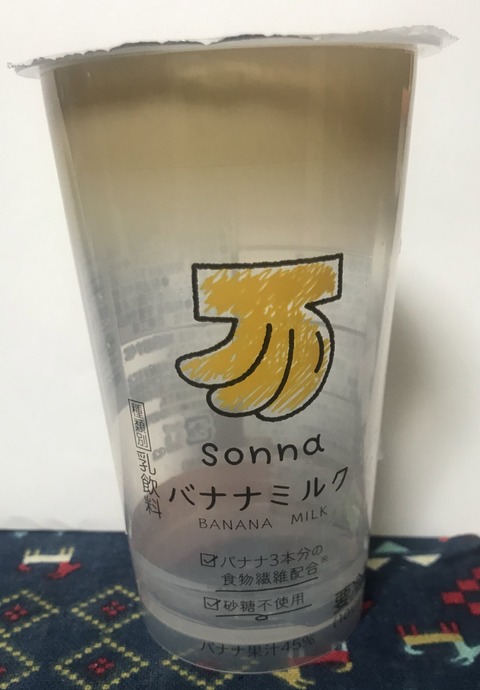 sonna
バナナミルク
BANANA MILK
種類別 乳飲料
バナナ3本分の
食物繊維配合※
砂糖不使用
バナナ果汁45%